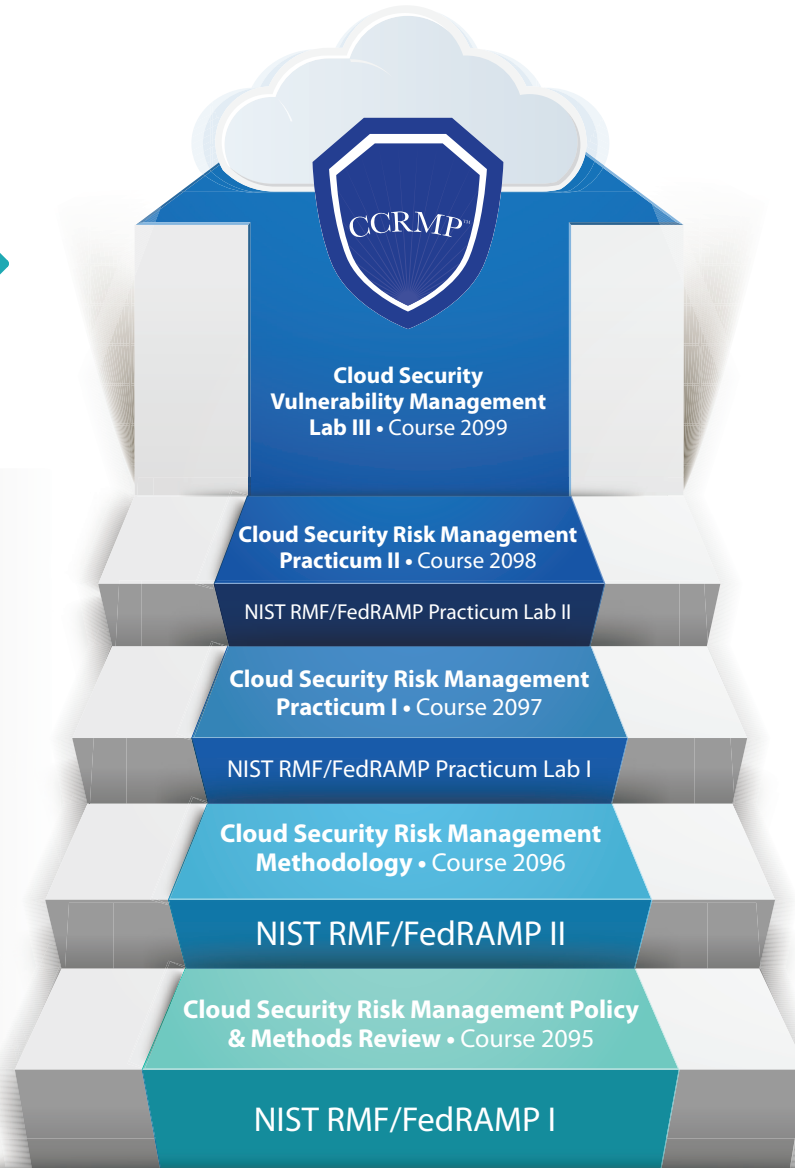 CCRMP™
Cloud Security
Vulnerability Management
Lab III • Course 2099
Cloud Security Risk Management
Practicum II • Course 2098
NIST RMF/FedRAMP Practicum Lab II
Cloud Security Risk Management
Practicum I • Course 2097
NIST RMF/FedRAMP Practicum Lab I
Cloud Security Risk Management
Methodology • Course 2096
NIST RMF/FedRAMP II
Cloud Security Risk Management Policy
& Methods Review • Course 2095
NIST RMF/FedRAMP I